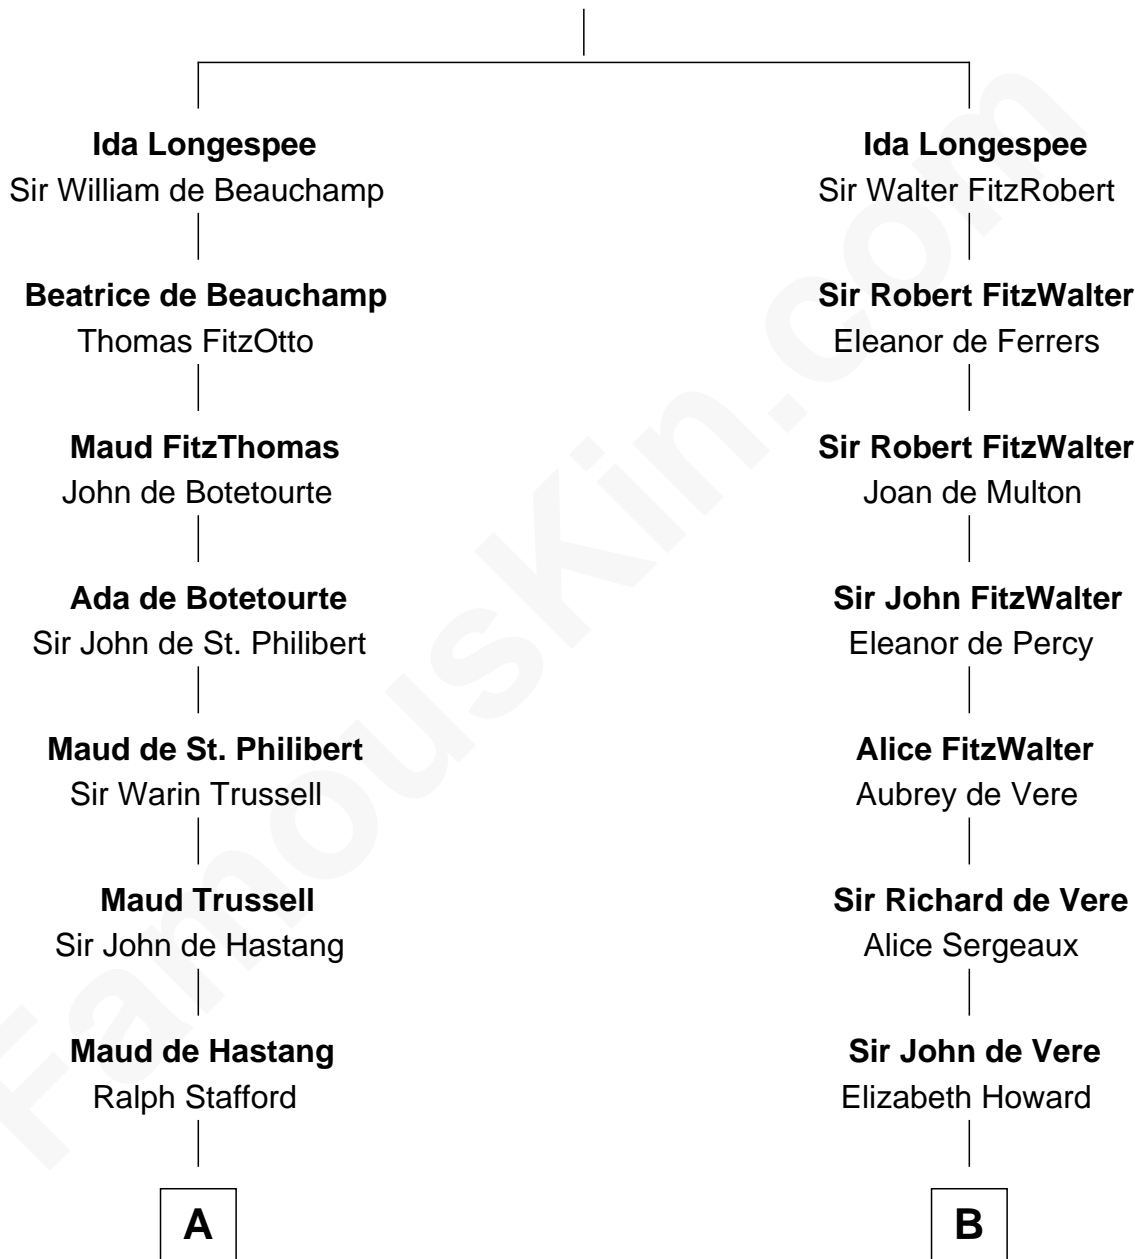 Ida Longespee
Sir William de Beauchamp
Beatrice de Beauchamp
Thomas FitzOtto
Maud FitzThomas
John de Botetourte
Ada de Botetourte
Sir John de St. Philibert
Maud de St. Philibert
Sir Warin Trussell
Maud Trussell
Sir John de Hastang
Maud de Hastang
Ralph Stafford
A
Ida Longespee
Sir Walter FitzRobert
Sir Robert FitzWalter
Eleanor de Ferrers
Sir Robert FitzWalter
Joan de Multon
Sir John FitzWalter
Eleanor de Percy
Alice FitzWalter
Aubrey de Vere
Sir Richard de Vere
Alice Sergeaux
Sir John de Vere
Elizabeth Howard
B
FamousKin.com